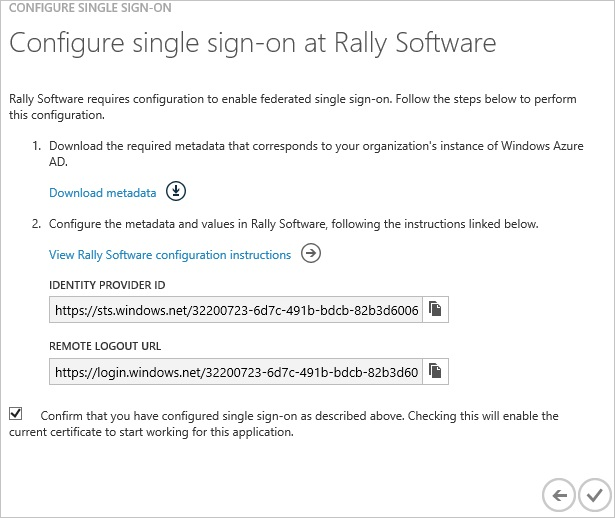 CONFIGURE SINGLE SIGN-ON
Configure single sign-on at Rally Software
Rally Software requires configuration to enable federated single sign-on. Follow the steps below to perform
this configuration.
1. Download the required metadata that corresponds to your organization's instance of Windows Azure
AD.
Download metadata
2. Configure the metadata and values in Rally Software, following the instructions linked below.
View Rally Software configuration instructions
IDENTITY PROVIDER ID
https://sts.windows.net/32200723-6d7c-491b-bdcb-82b3d6006
REMOTE LOGOUT URL
https://login.windows.net/32200723-6d7c-491b-bdcb-82b3d60
Confirm that you have configured single sign-on as described above. Checking this will enable the
current certificate to start working for this application.